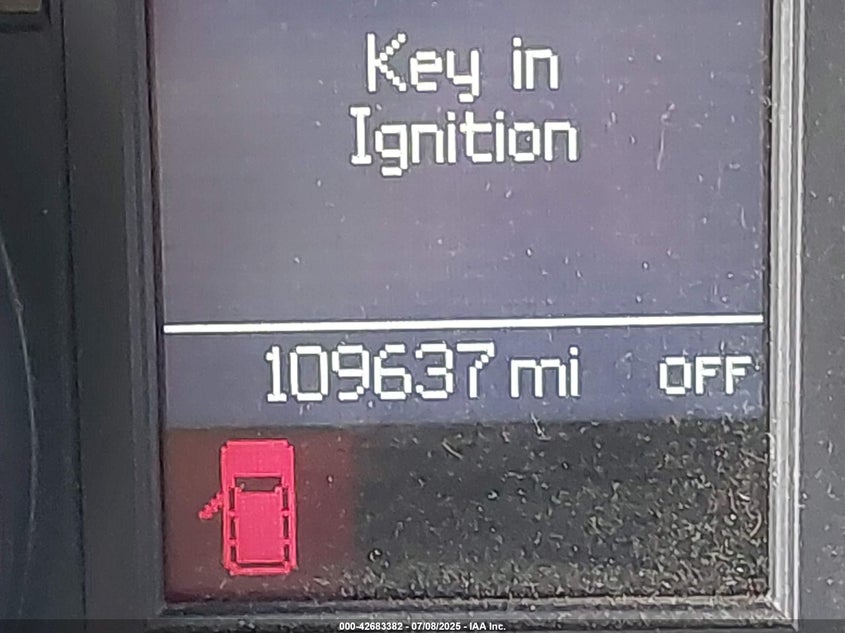 Key in
Ignition
109637 mi OFF
000-42683382 - 07/08/2025 - IAA Inc.